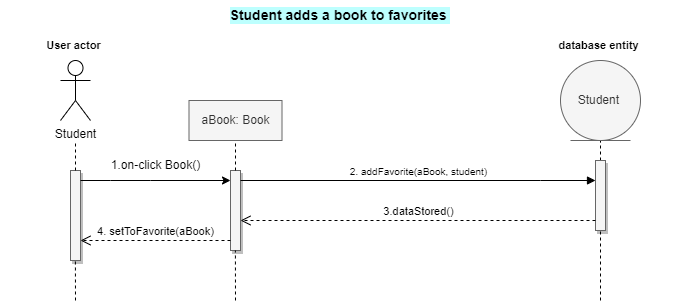 Student adds a book to favorites
User actor
database entity
Student
aBook: Book
Student
1.on-click Book()
2. addFavorite(aBook, student)
3.dataStored()
4. setToFavorite(aBook)